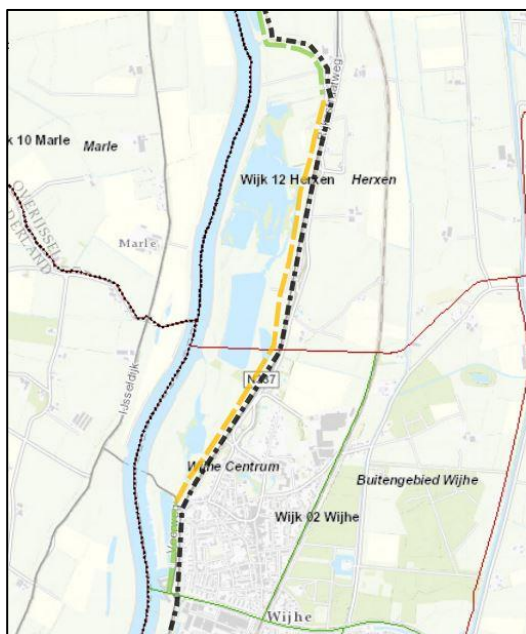 k 10 Marle
Marle
Wijk 12 Herxen
Herxen
OVERIJSSEL
DERLAND
Marle
IJsseldijk
Wijhe Centrum
Buitengebied Wijhe
Wijk 02 Wijhe
Wijhe